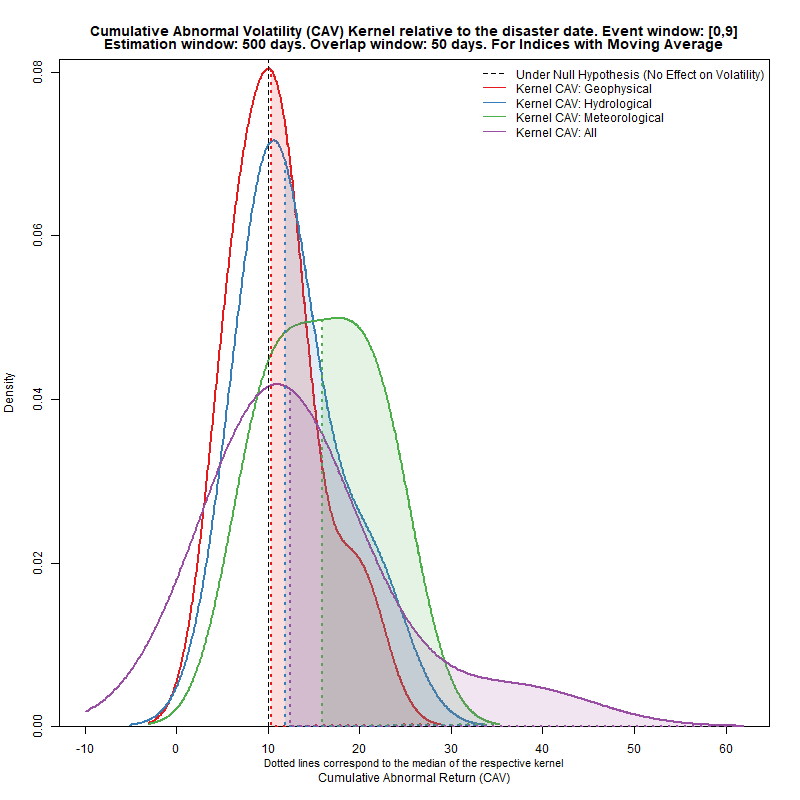 Cumulative Abnormal Volatility (CAV) Kernel relative to the disaster date. Event window: [0,9]
Estimation window: 500 days. Overlap window: 50 days. For Indices with Moving Average
Under Null Hypothesis (No Effect on Volatility)
Kernel CAV: Geophysical
Kernel CAV: Hydrological
Kernel CAV: Meteorological
Kernel CAV: All
Density
0.08
0.06
0.04
0.02
0.00
-10 0 10 20 30 40 50 60
Dotted lines correspond to the median of the respective kernel
Cumulative Abnormal Return (CAV)